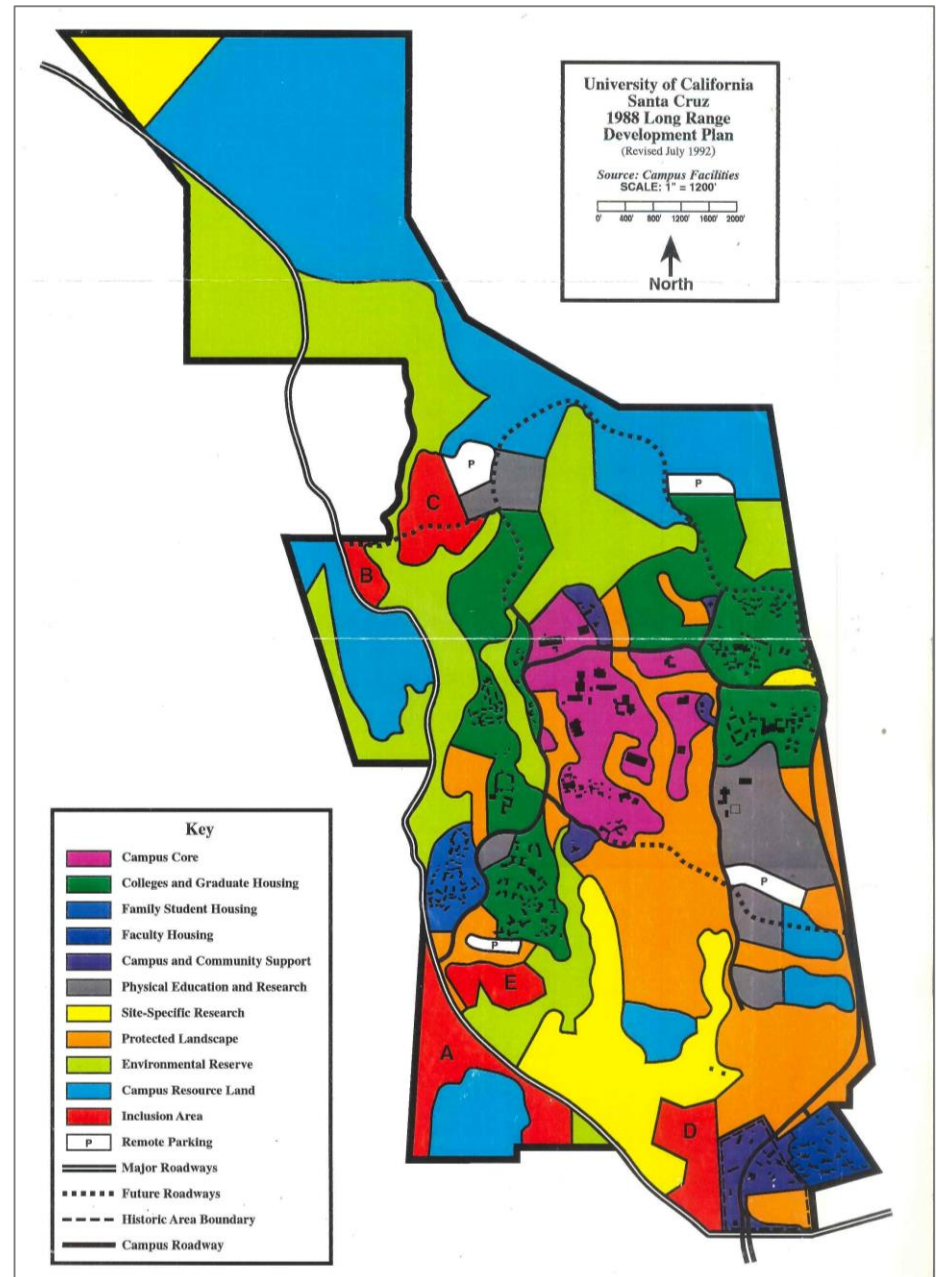 University of California
Santa Cruz
1988 Long Range
Development Plan
(Revised July 1992)
Source: Campus Facilities
SCALE: 1" = 1200'
0' 400' 800' 1200' 1600' 2000'
North
P
P
C
B
P
P
E
A
D
Key
Campus Core
Colleges and Graduate Housing
Family Student Housing
Faculty Housing
Campus and Community Support
Physical Education and Research
Site-Specific Research
Protected Landscape
Environmental Reserve
Campus Resource Land
Inclusion Area
P Remote Parking
Major Roadways
Future Roadways
Historic Area Boundary
Campus Roadway